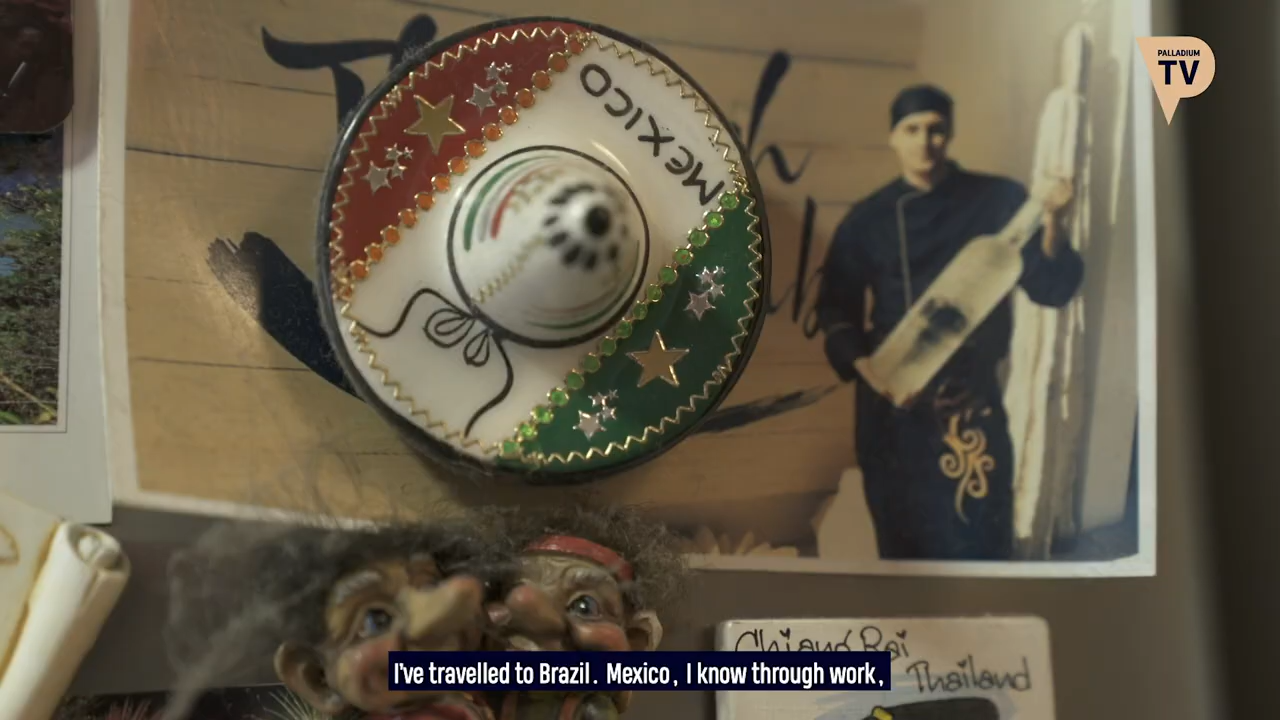 PALLADIUM
TV
MEXICO
Chiang Rai
Thailand
I've travelled to Brazil. Mexico, I know through work,